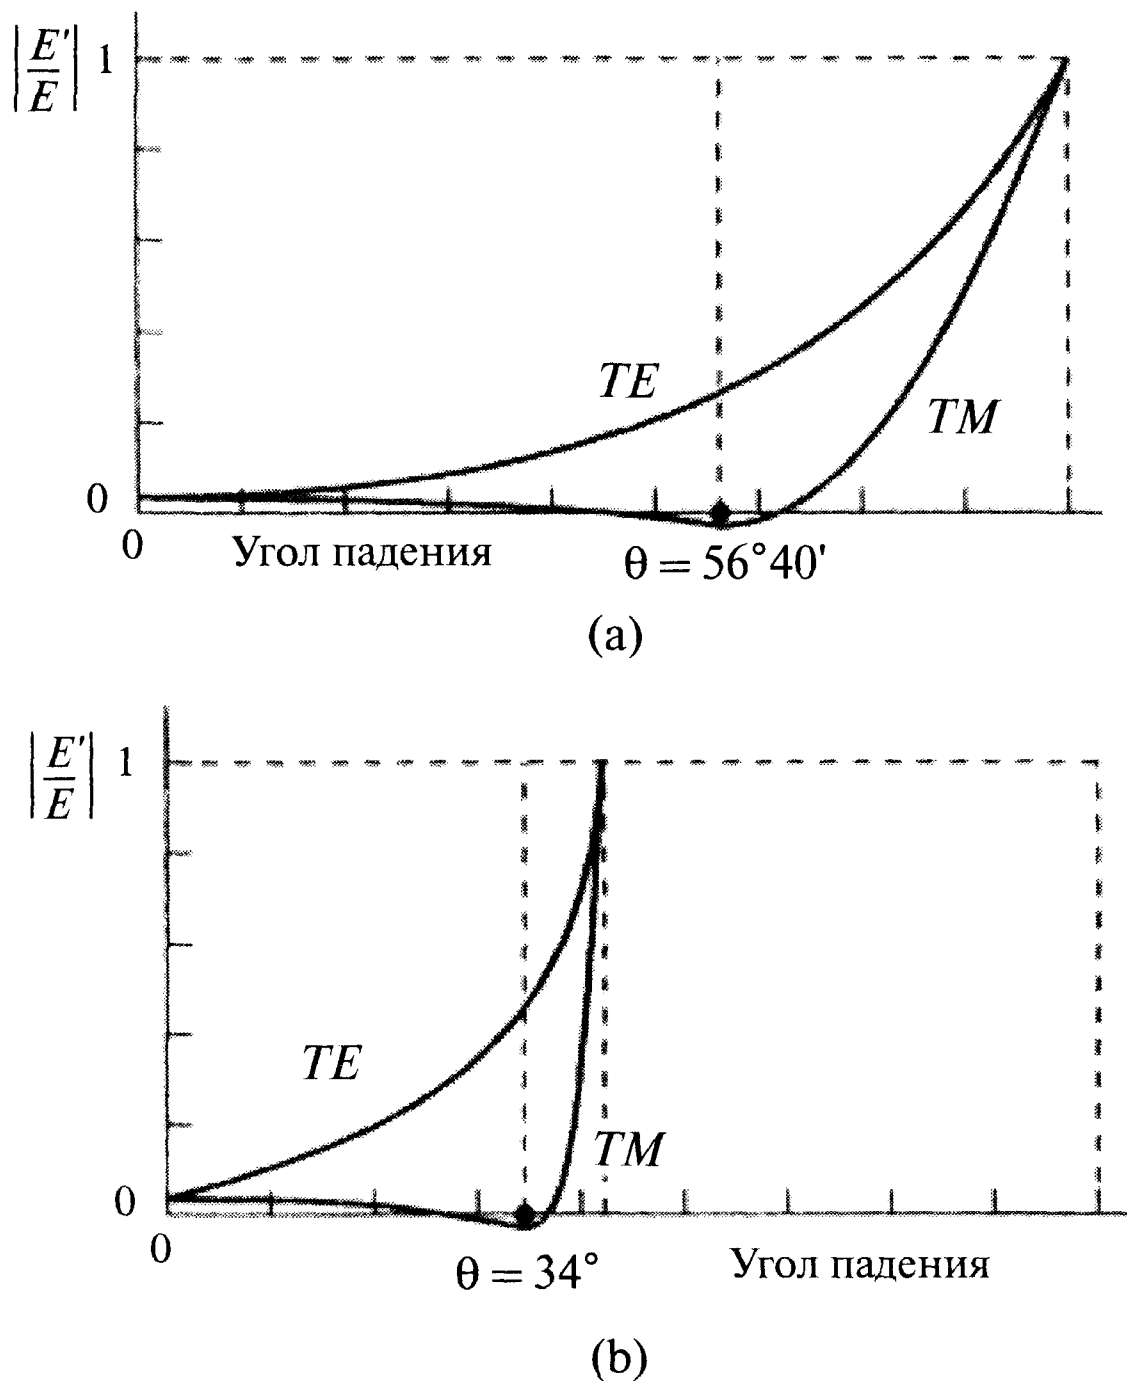 |E'/E| 1
TE
TM
0
0 Угол падения θ = 56°40'
(a)
|E'/E| 1
TE
TM
0
0 θ = 34° Угол падения
(b)